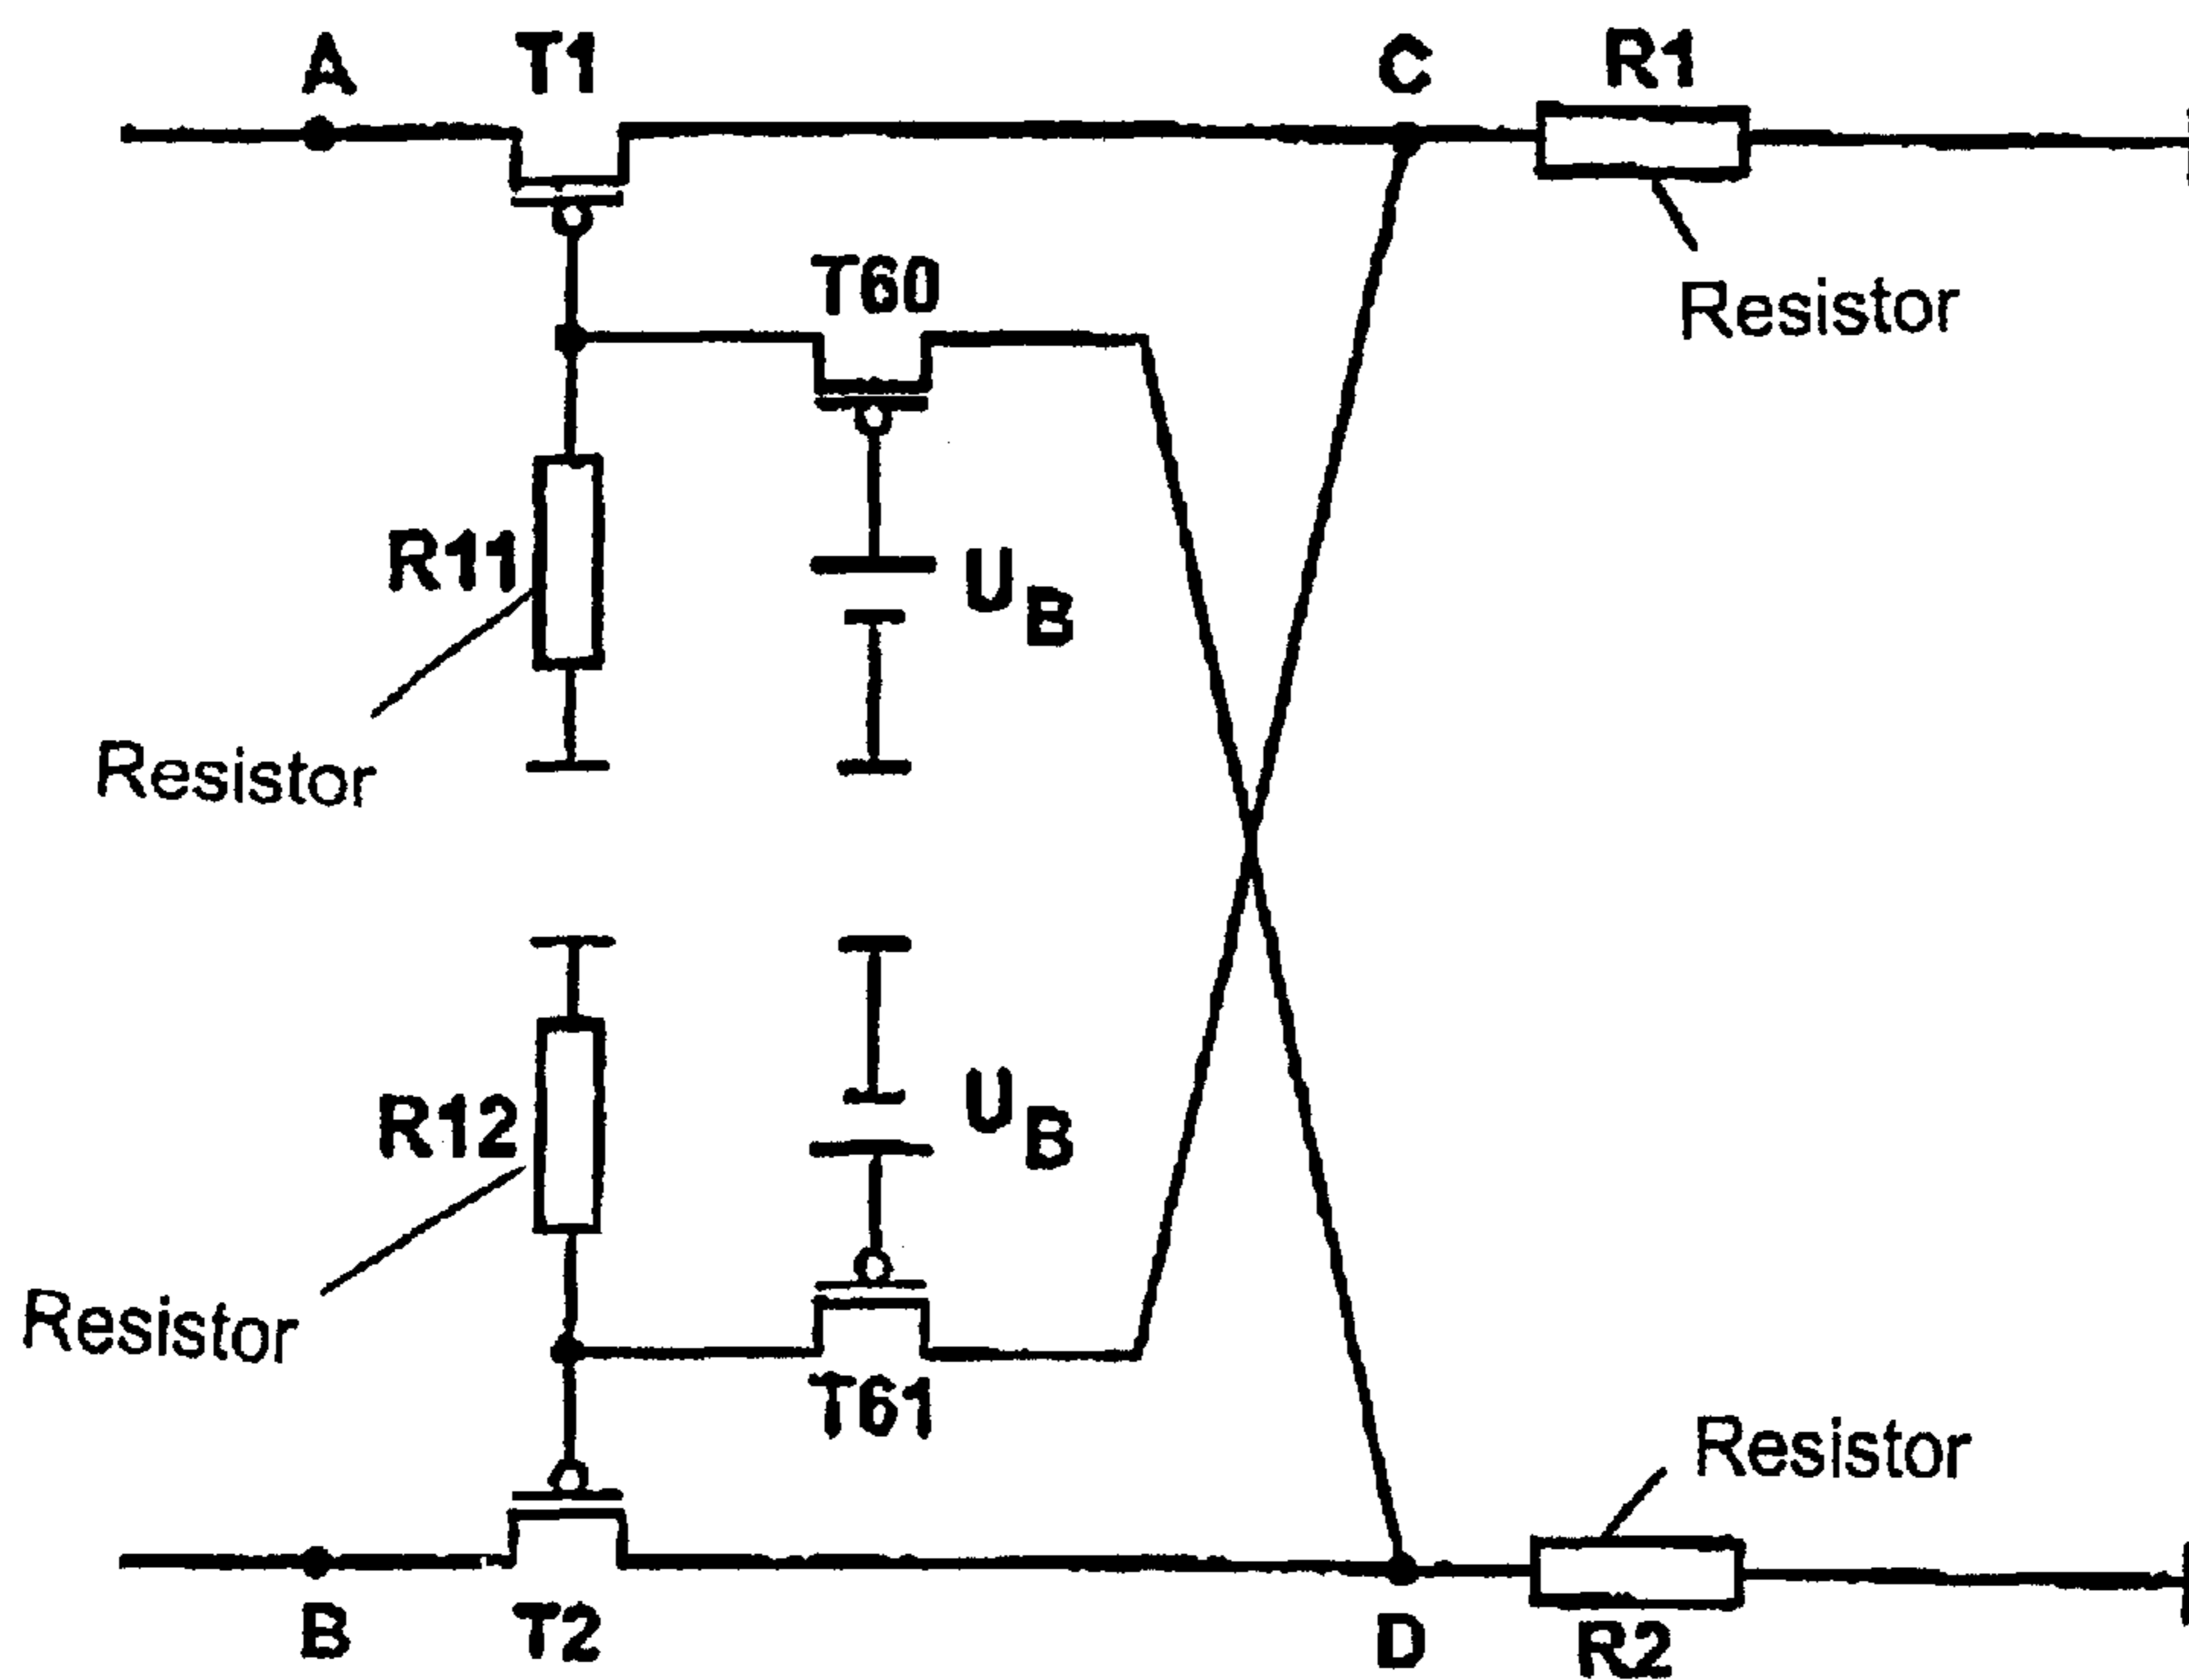 A T1 C R1
T60
Resistor
R11 U B
Resistor
R12 U B
Resistor
T61
Resistor
B T2 D R2